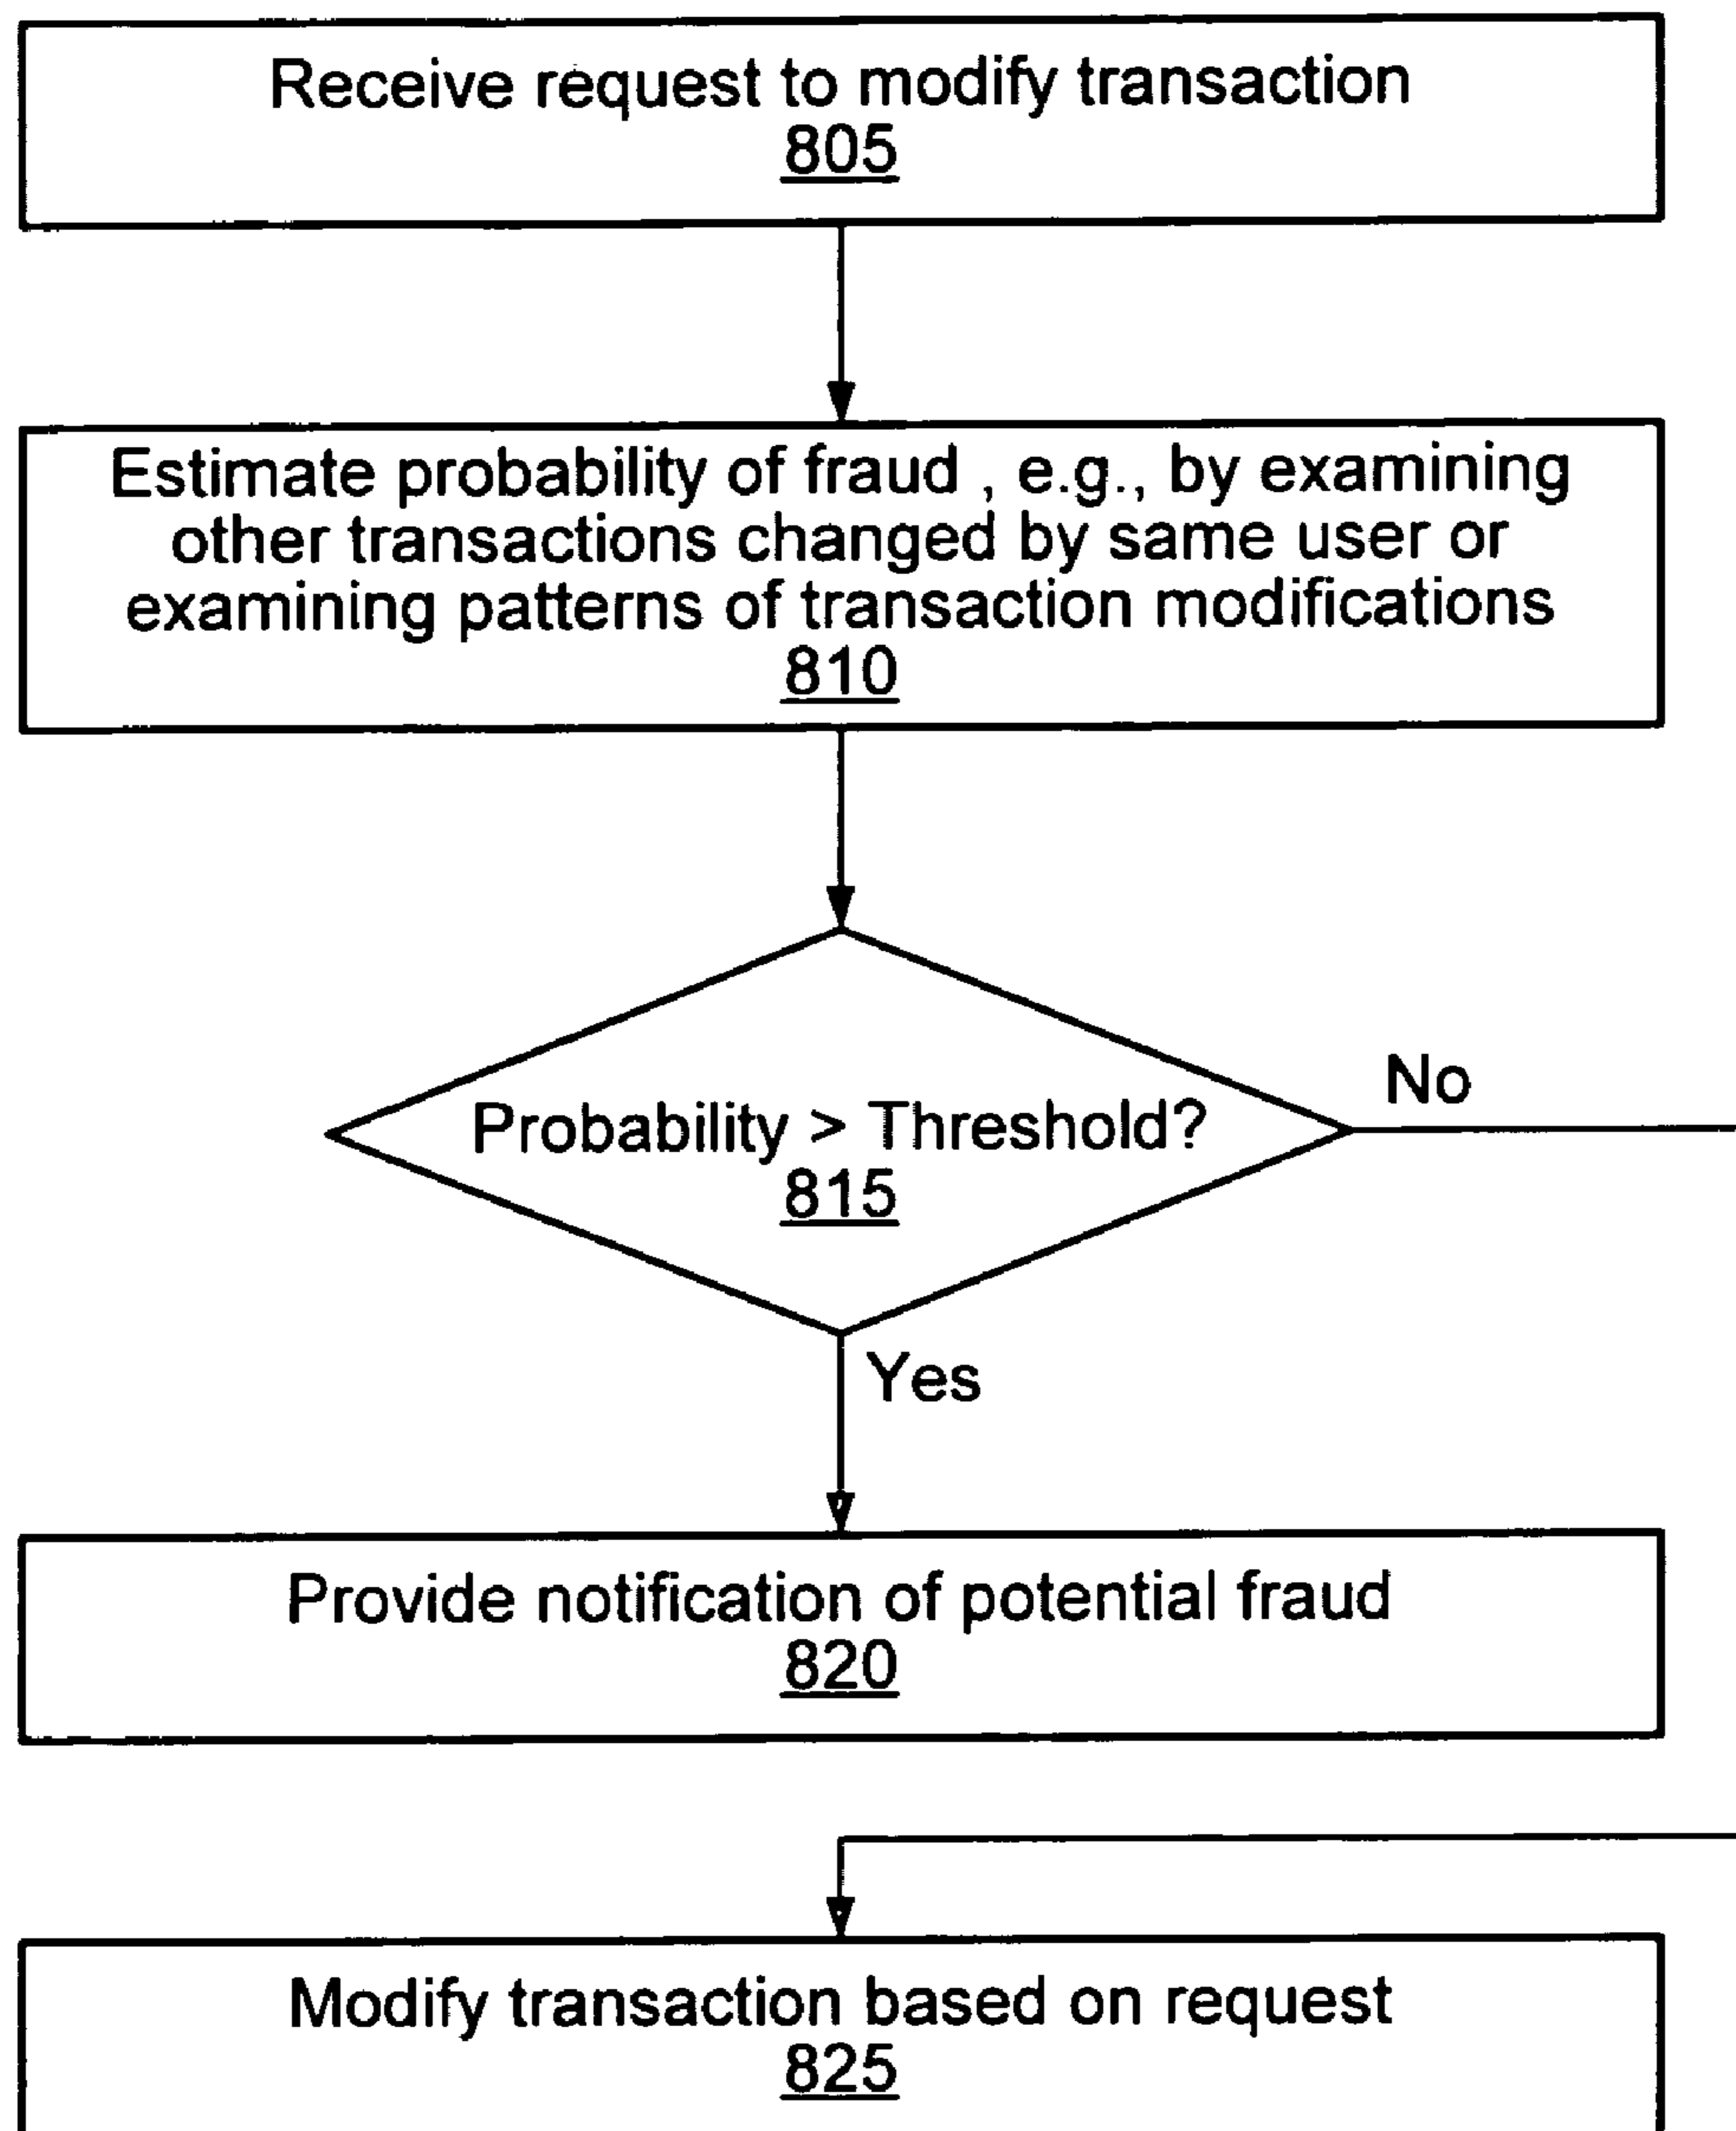 Receive request to modify transaction
805
Estimate probability of fraud , e.g., by examining
other transactions changed by same user or
examining patterns of transaction modifications
810
Probability > Threshold?
815
No
Yes
Provide notification of potential fraud
820
Modify transaction based on request
825